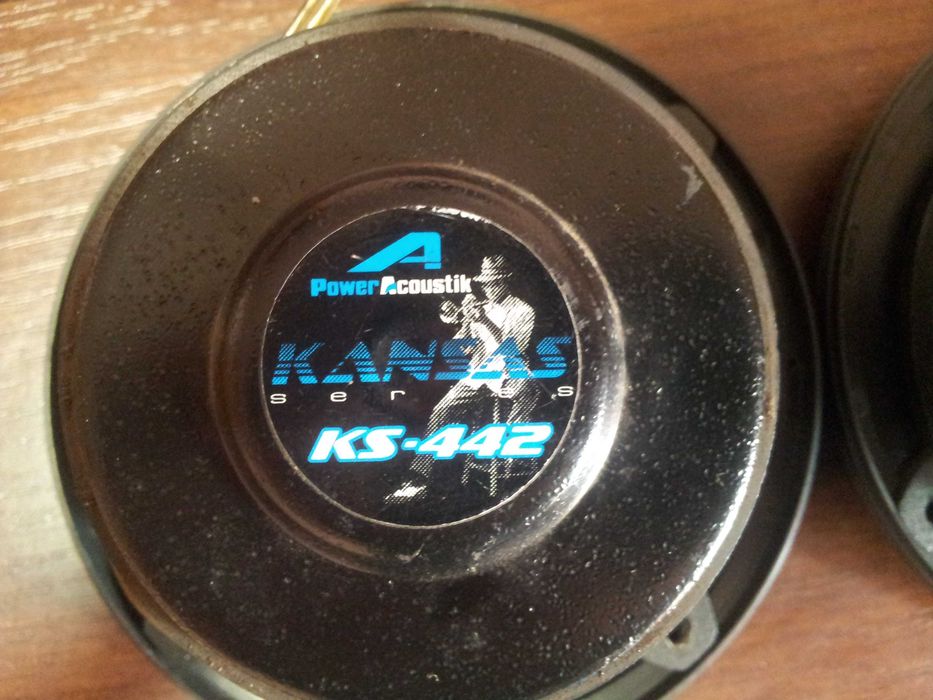 PowerAcoustik
KANSAS
series
KS-442